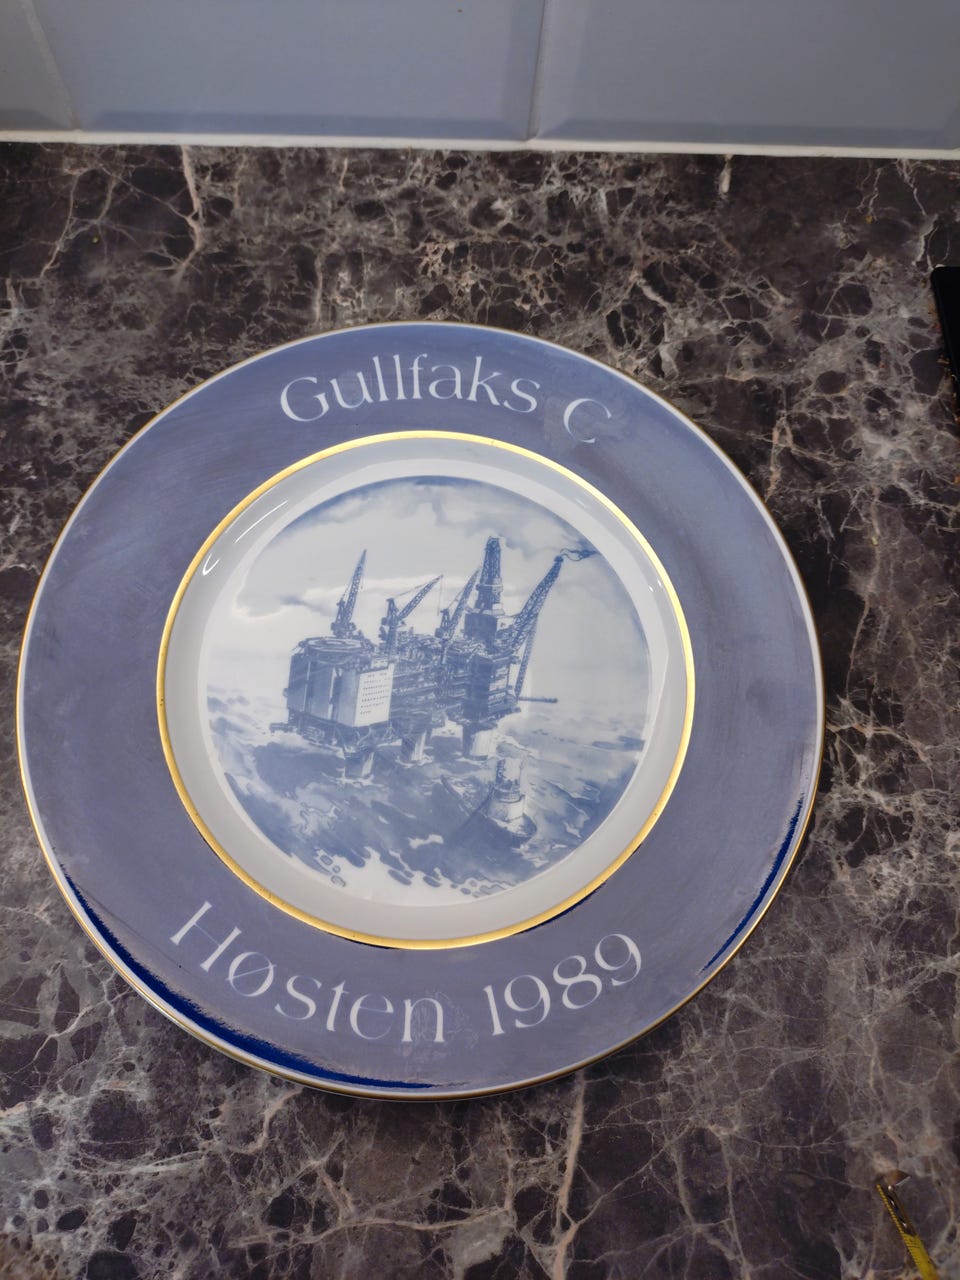 Gullfaks C
Høsten 1989